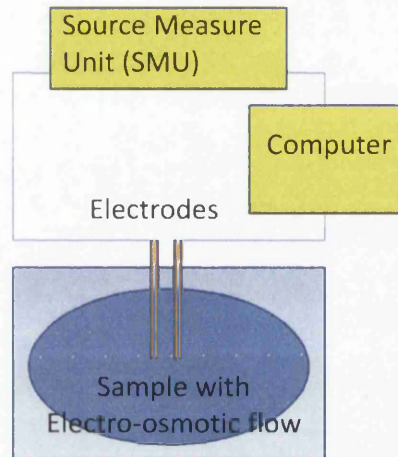 Source Measure
Unit (SMU)
Computer
Electrodes
Sample with
Electro-osmotic flow